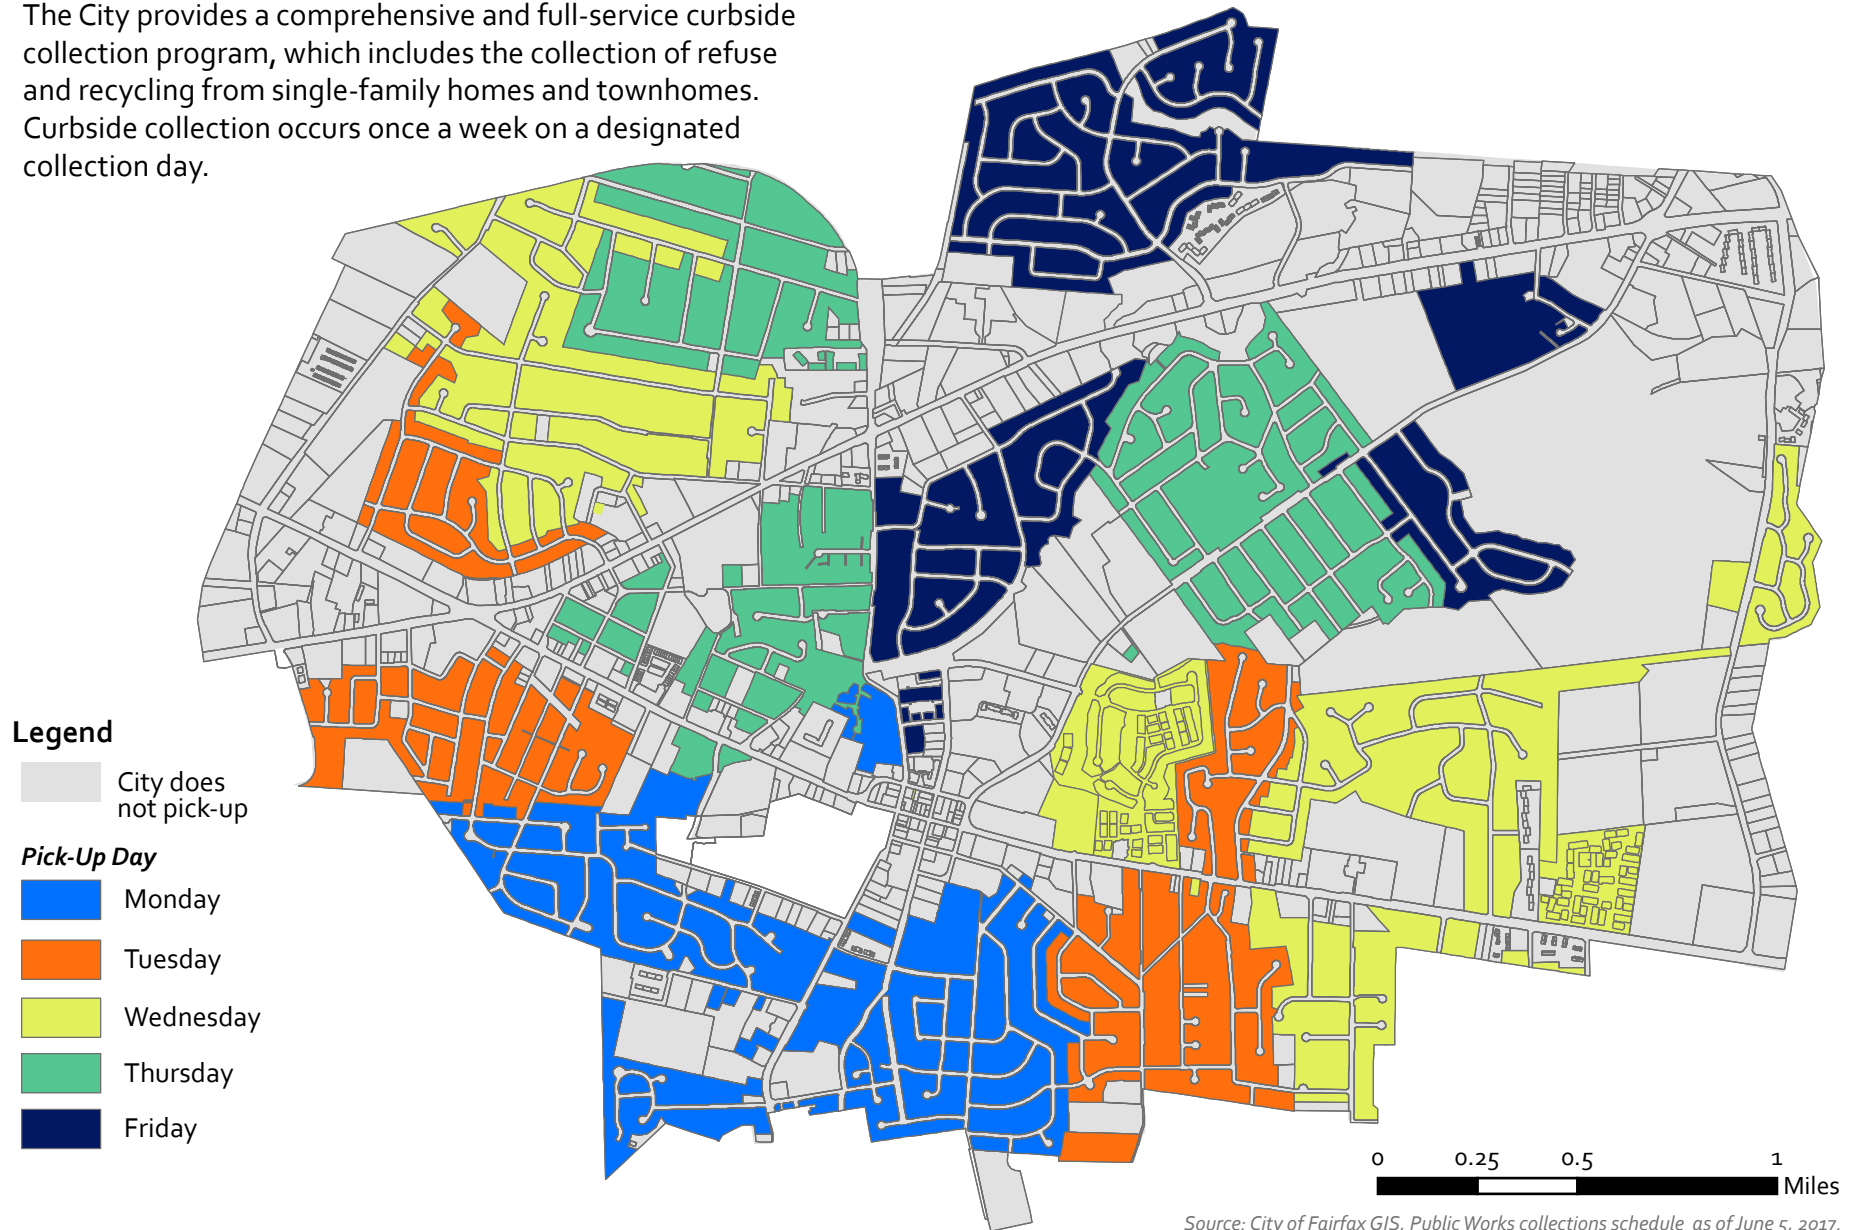 The City provides a comprehensive and full-service curbside
collection program, which includes the collection of refuse
and recycling from single-family homes and townhomes.
Curbside collection occurs once a week on a designated
collection day.
Legend
City does
not pick-up
Pick-Up Day
Monday
Tuesday
Wednesday
Thursday
Friday
0 0.25 0.5 1
Miles
Source: City of Fairfax GIS, Public Works collections schedule as of June 5, 2017.